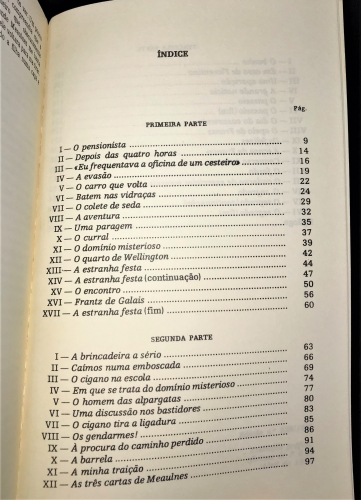 ÍNDICE
Pág.
PRIMEIRA PARTE
I — O pensionista 9
II — Depois das quatro horas 14
III — «Eu frequentava a oficina de um cesteiro» 16
IV — A evasão 19
V — O carro que volta 22
VI — Batem nas vidraças 24
VII — O colete de seda 29
VIII — A aventura 32
IX — Uma paragem 35
X — O curral 37
XI — O domínio misterioso 39
XII — O quarto de Wellington 42
XIII — A estranha festa 44
XIV — A estranha festa (continuação) 47
XV — O encontro 50
XVI — Frantz de Galais 56
XVII — A estranha festa (fim) 60
SEGUNDA PARTE
I — A brincadeira a sério 63
II — Caímos numa emboscada 66
III — O cigano na escola 69
IV — Em que se trata do domínio misterioso 74
V — O homem das alpargatas 77
VI — Uma discussão nos bastidores 80
VII — O cigano tira a ligadura 83
VIII — Os gendarmes! 85
IX — À procura do caminho perdido 86
X — A barrela 91
XI — A minha traição 94
XII — As três cartas de Meaulnes 97